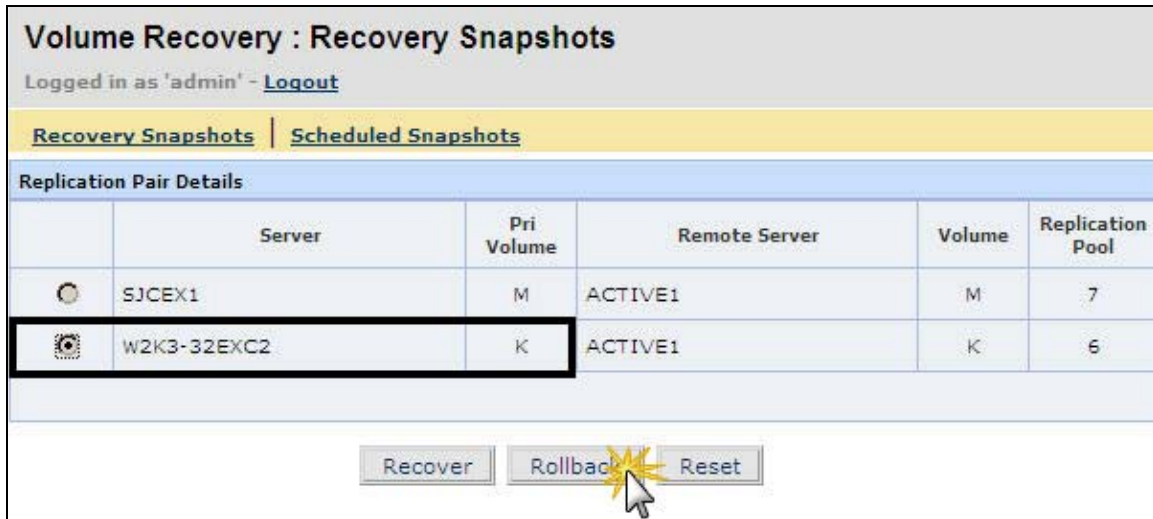 Volume Recovery : Recovery Snapshots
Logged in as 'admin' - Logout
Recovery Snapshots | Scheduled Snapshots
Replication Pair Details
Server Pri Volume Remote Server Volume Replication Pool
SJCEX1 M ACTIVE1 M 7
W2K3-32EXC2 K ACTIVE1 K 6
Recover Rollback Reset